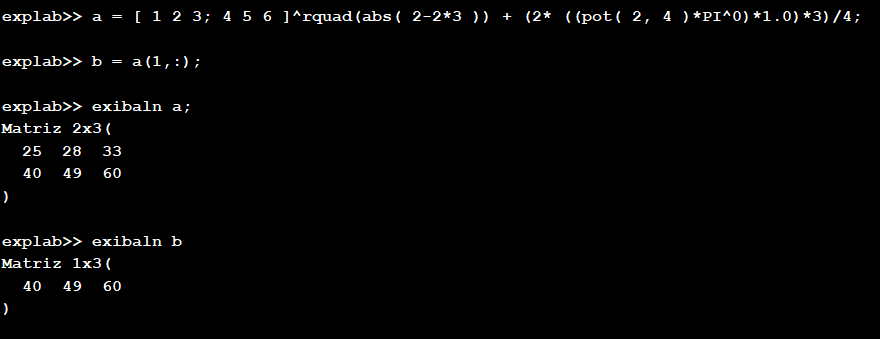 explab>> a = [ 1 2 3; 4 5 6 ]^rquad(abs( 2-2*3 )) + (2* ((pot( 2, 4 )*PI^0)*1.0)*3)/4;
explab>> b = a(1,:);
explab>> exibaln a;
Matriz 2x3(
25 28 33
40 49 60
)
explab>> exibaln b
Matriz 1x3(
40 49 60
)